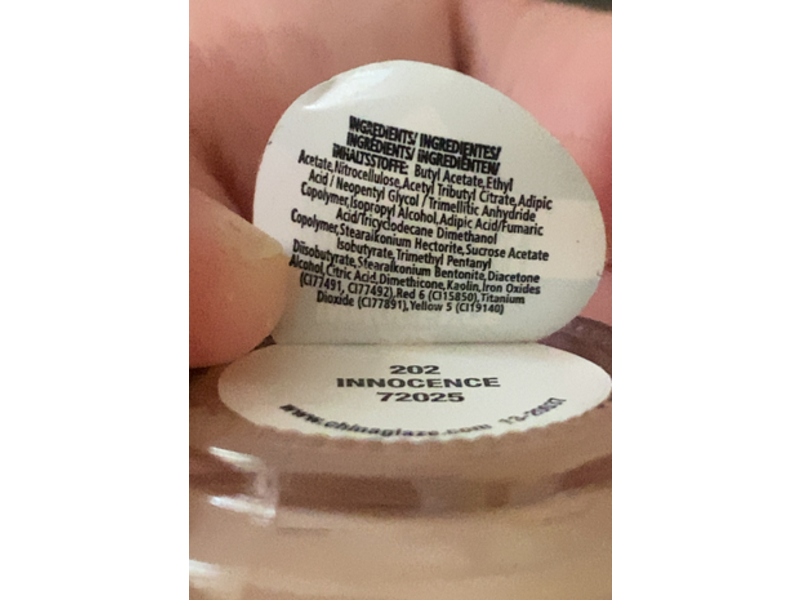 INGREDIENTS/ INGREDIENTES/
INGRÉDIENTS/ INGREDIËNTEN/
INHALTSSTOFFE: Butyl Acetate,Ethyl
Acetate,Nitrocellulose,Acetyl Tributyl Citrate,Adipic
Acid / Neopentyl Glycol / Trimellitic Anhydride
Copolymer,Isopropyl Alcohol,Adipic Acid/Fumaric
Acid/Tricyclodecane Dimethanol
Copolymer,Stearalkonium Hectorite,Sucrose Acetate
Isobutyrate,Trimethyl Pentanyl
Diisobutyrate,Stearalkonium Bentonite,Diacetone
Alcohol,Citric Acid,Dimethicone,Kaolin,Iron Oxides
(CI77491, CI77492),Red 6 (CI15850),Titanium
Dioxide (CI77891),Yellow 5 (CI19140)
202
INNOCENCE
72025
www.chinaglaze.com